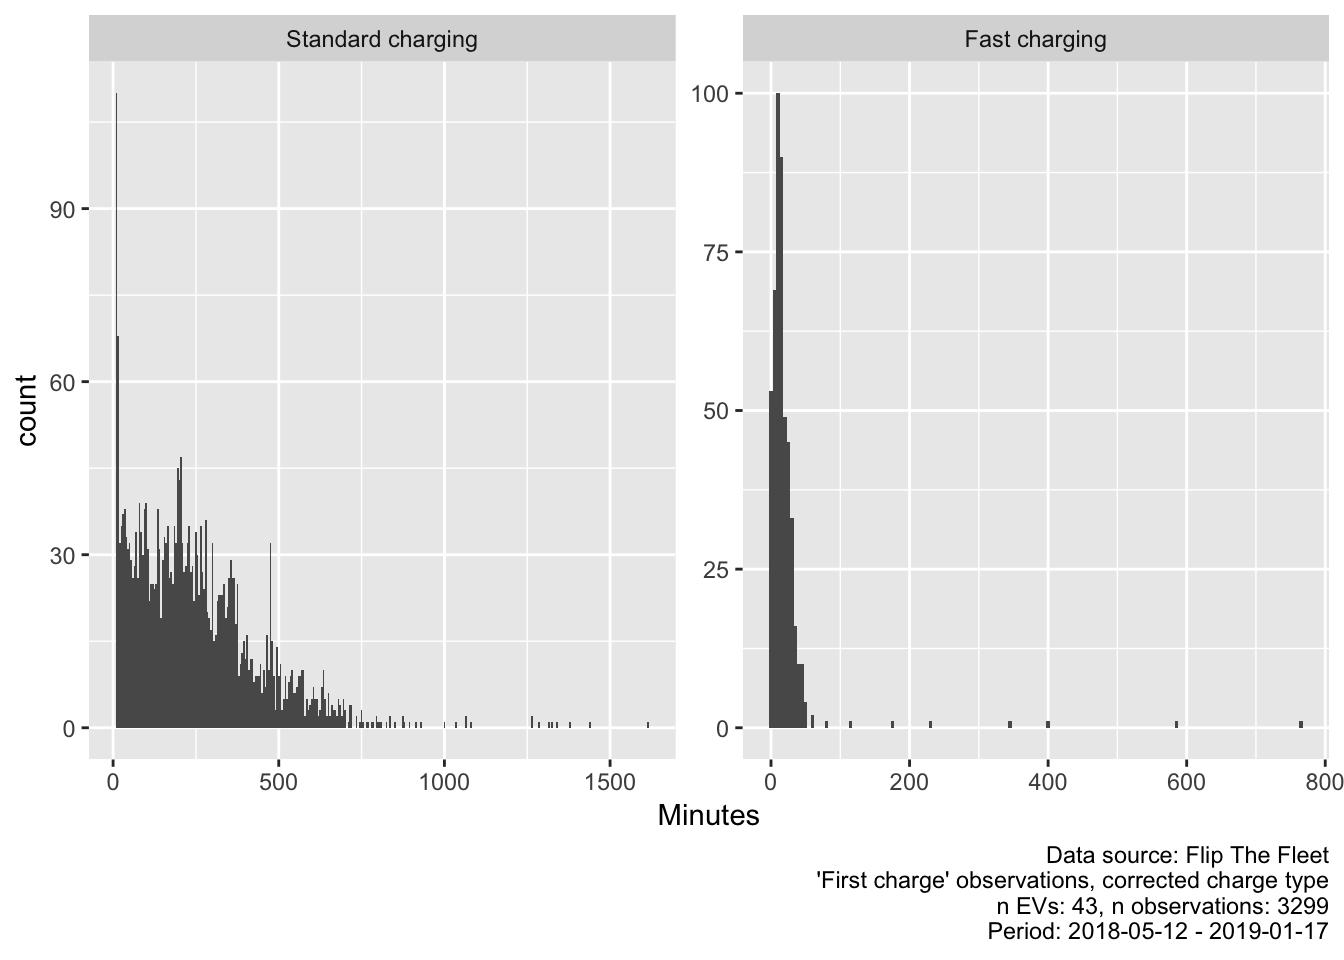 Standard charging
Fast charging
count
90
60
30
0
100
75
50
25
0
0 500 1000 1500
0 200 400 600 800
Minutes
Data source: Flip The Fleet
'First charge' observations, corrected charge type
n EVs: 43, n observations: 3299
Period: 2018-05-12 - 2019-01-17